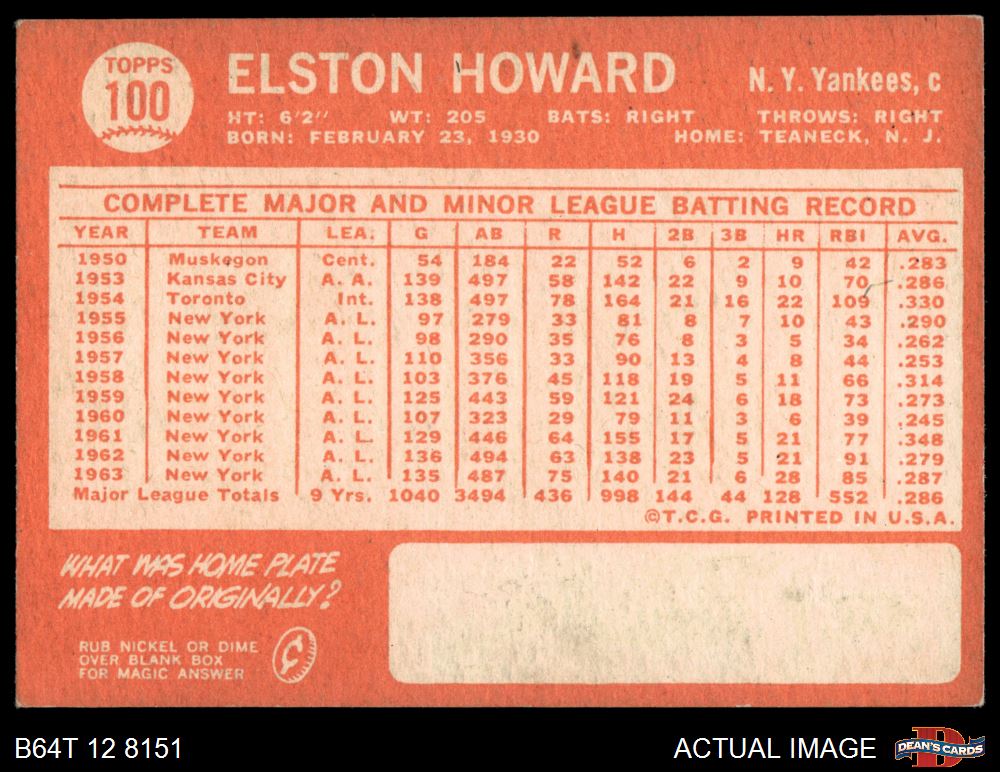 TOPPS
100
ELSTON HOWARD
N. Y. Yankees, c
HT: 6'2" WT: 205 BATS: RIGHT THROWS: RIGHT
BORN: FEBRUARY 23, 1930 HOME: TEANECK, N. J.
COMPLETE MAJOR AND MINOR LEAGUE BATTING RECORD
YEAR TEAM LEA. G AB R H 2B 3B HR RBI AVG.
1950 Muskegon Cent. 54 184 22 52 6 2 9 42 .283
1953 Kansas City A. A. 139 497 58 142 22 9 10 70 .286
1954 Toronto Int. 138 497 78 164 21 16 22 109 .330
1955 New York A. L. 97 279 33 81 8 7 10 43 .290
1956 New York A. L. 98 290 35 76 8 3 5 34 .262
1957 New York A. L. 110 356 33 90 13 4 8 44 .253
1958 New York A. L. 103 376 45 118 19 5 11 66 .314
1959 New York A. L. 125 443 59 121 24 6 18 73 .273
1960 New York A. L. 107 323 29 79 11 3 6 39 .245
1961 New York A. L. 129 446 64 155 17 5 21 77 .348
1962 New York A. L. 136 494 63 138 23 5 21 91 .279
1963 New York A. L. 135 487 75 140 21 6 28 85 .287
Major League Totals 9 Yrs. 1040 3494 436 998 144 44 128 552 .286
©T.C.G. PRINTED IN U.S.A.
WHAT WAS HOME PLATE
MADE OF ORIGINALLY?
RUB NICKEL OR DIME
OVER BLANK BOX
FOR MAGIC ANSWER
¢
B64T 12 8151
ACTUAL IMAGE
D
DEAN'S CARDS